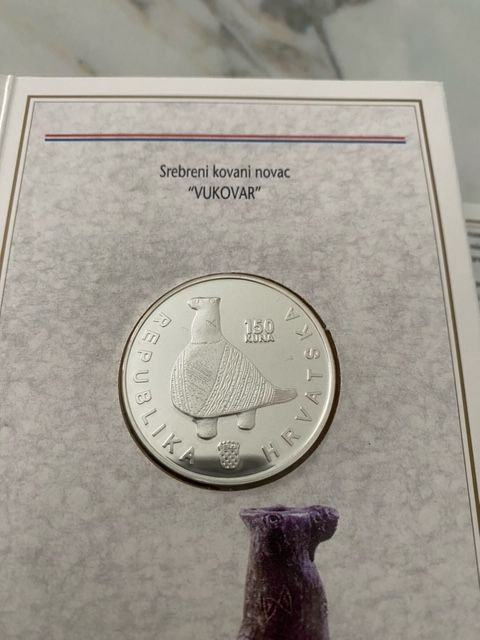 Srebreni kovani novac
"VUKOVAR"
150
KUNA
REPUBLIKA HRVATSKA